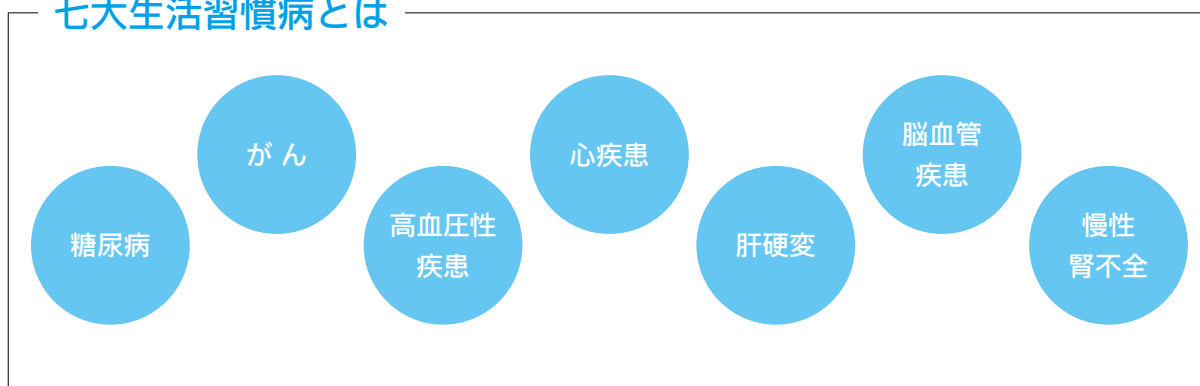 七大生活習慣病とは
糖尿病
がん
高血圧性
疾患
心疾患
肝硬変
脳血管
疾患
慢性
腎不全